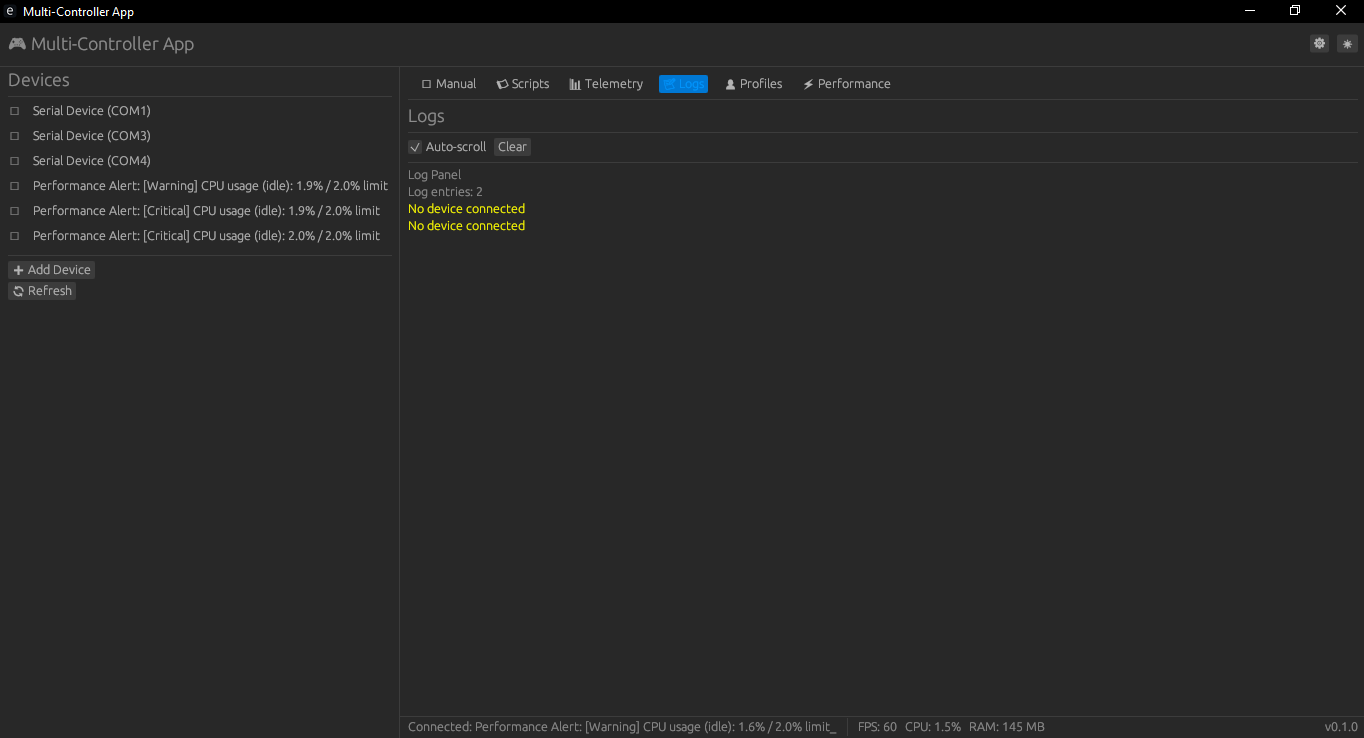 e Multi-Controller App
Multi-Controller App
Devices
Serial Device (COM1)
Serial Device (COM3)
Serial Device (COM4)
Performance Alert: [Warning] CPU usage (idle): 1.9% / 2.0% limit
Performance Alert: [Critical] CPU usage (idle): 1.9% / 2.0% limit
Performance Alert: [Critical] CPU usage (idle): 2.0% / 2.0% limit
Add Device
Refresh
Manual Scripts Telemetry Logs Profiles Performance
Logs
Auto-scroll Clear
Log Panel
Log entries: 2
No device connected
No device connected
Connected: Performance Alert: [Warning] CPU usage (idle): 1.6% / 2.0% limit_ FPS: 60 CPU: 1.5% RAM: 145 MB v0.1.0